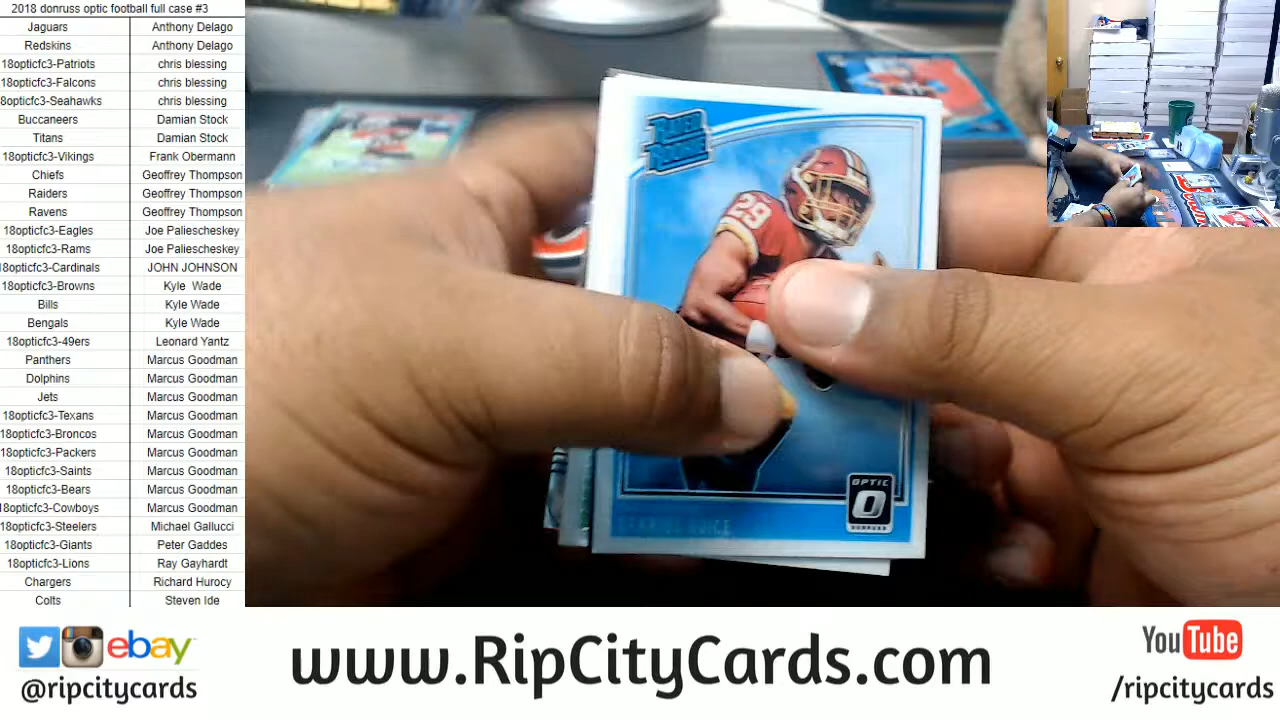 2018 donruss optic football full case #3
Jaguars Anthony Delago
Redskins Anthony Delago
18opticfc3-Patriots chris blessing
18opticfc3-Falcons chris blessing
8opticfc3-Seahawks chris blessing
Buccaneers Damian Stock
Titans Damian Stock
18opticfc3-Vikings Frank Obermann
Chiefs Geoffrey Thompson
Raiders Geoffrey Thompson
Ravens Geoffrey Thompson
18opticfc3-Eagles Joe Paliescheskey
18opticfc3-Rams Joe Paliescheskey
18opticfc3-Cardinals JOHN JOHNSON
18opticfc3-Browns Kyle Wade
Bills Kyle Wade
Bengals Kyle Wade
18opticfc3-49ers Leonard Yantz
Panthers Marcus Goodman
Dolphins Marcus Goodman
Jets Marcus Goodman
18opticfc3-Texans Marcus Goodman
18opticfc3-Broncos Marcus Goodman
18opticfc3-Packers Marcus Goodman
18opticfc3-Saints Marcus Goodman
18opticfc3-Bears Marcus Goodman
18opticfc3-Cowboys Marcus Goodman
18opticfc3-Steelers Michael Gallucci
18opticfc3-Giants Peter Gaddes
18opticfc3-Lions Ray Gayhardt
Chargers Richard Hurocy
Colts Steven Ide
RATED
ROOKIE
29
OPTIC
DONRUSS
ebay
@ripcitycards
www.RipCityCards.com
YouTube
/ripcitycards